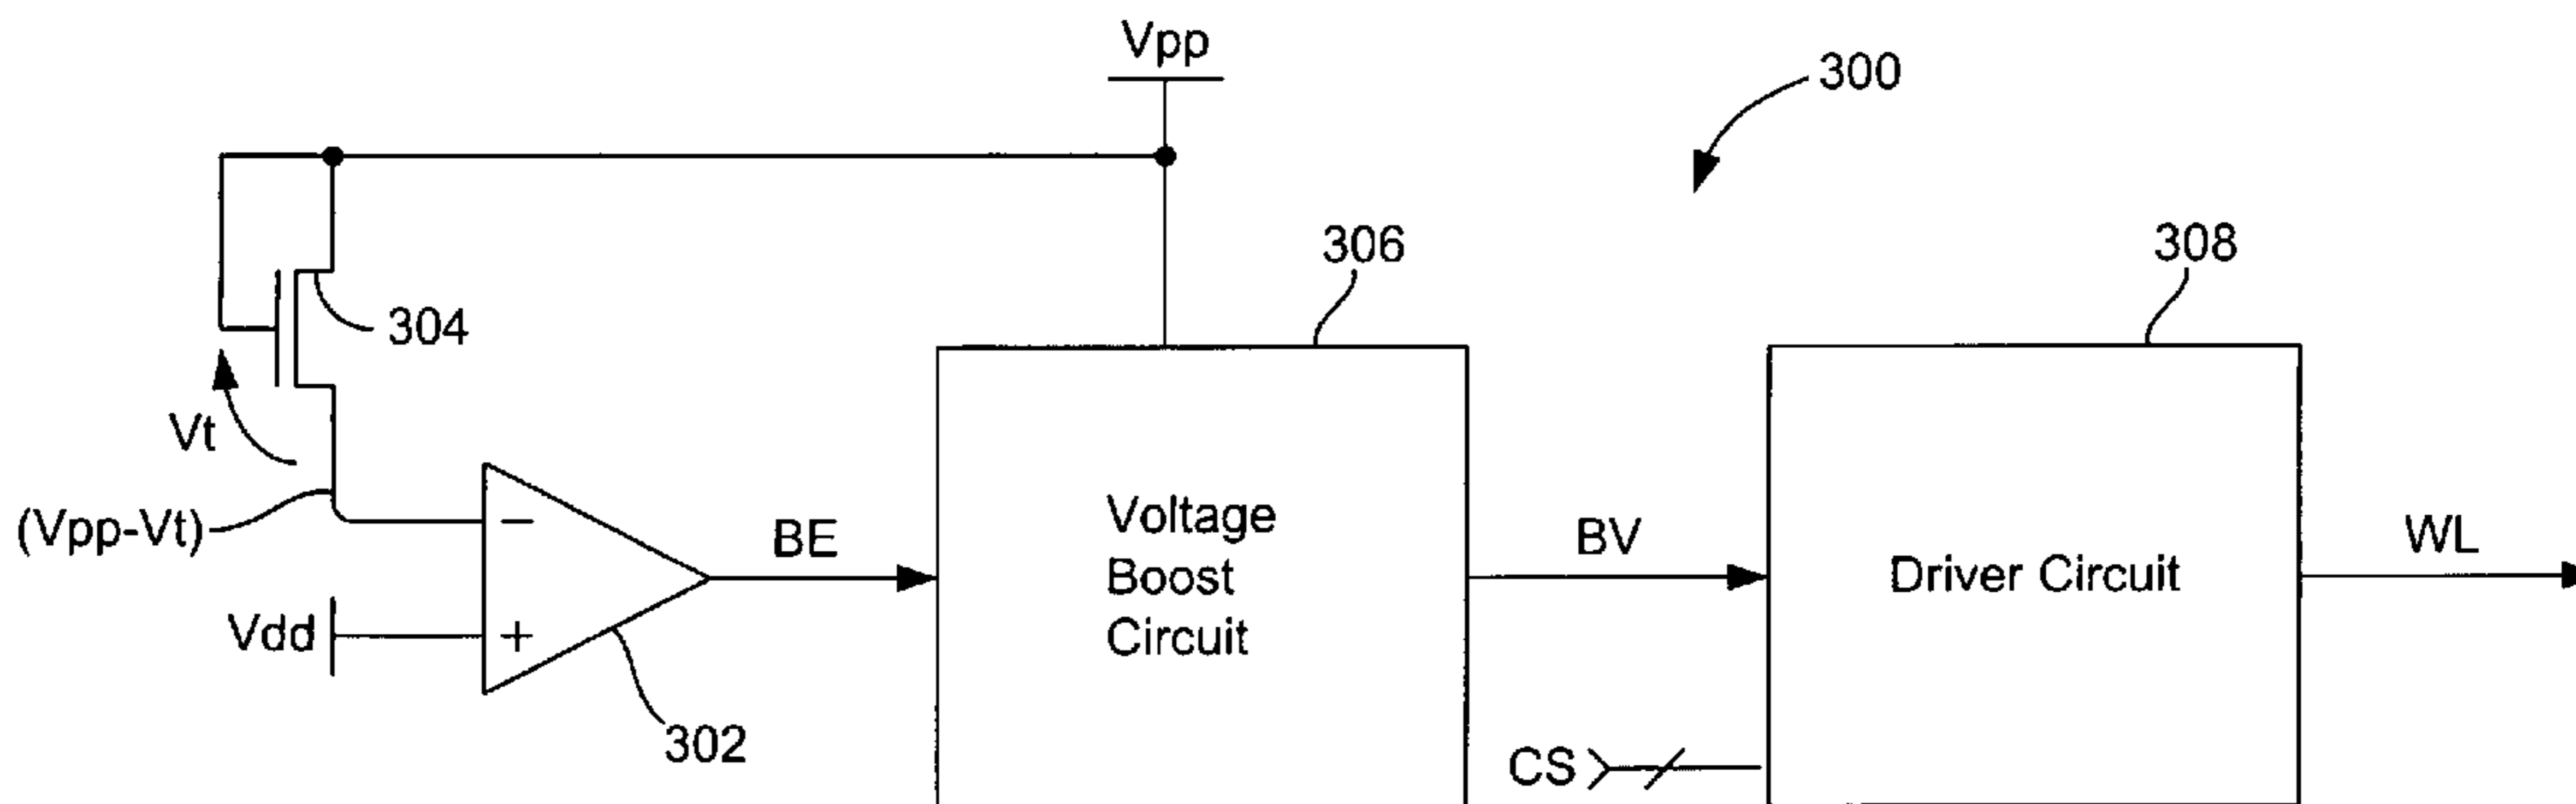 Vpp
300
306
308
304
Vt
(Vpp-Vt)
−
BE
Voltage
Boost
Circuit
BV
Driver Circuit
WL
Vdd
+
302
CS